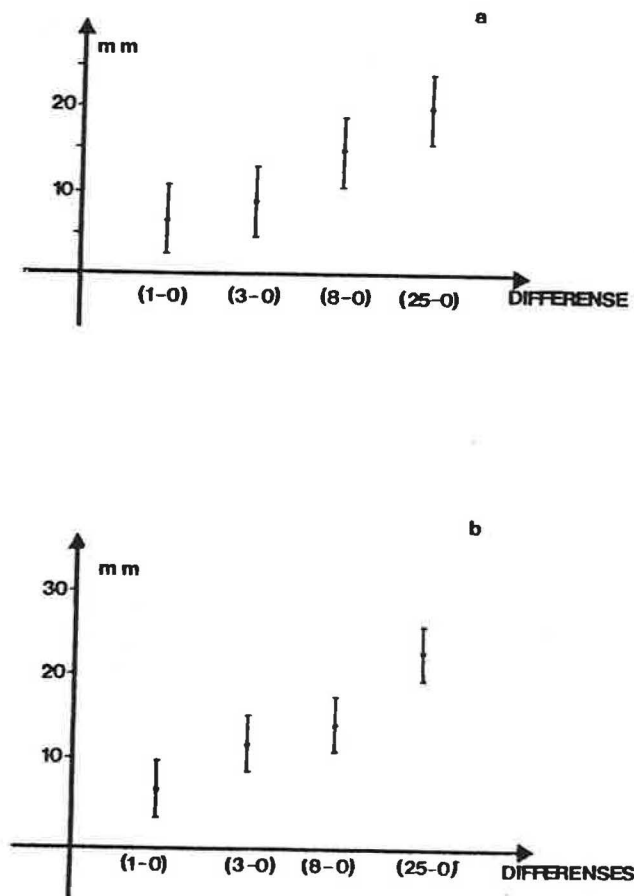 a
mm
20
10
(1-0) (3-0) (8-0) (25-0) DIFFERENSE
b
mm
30
20
10
(1-0) (3-0) (8-0) (25-0) DIFFERENSES